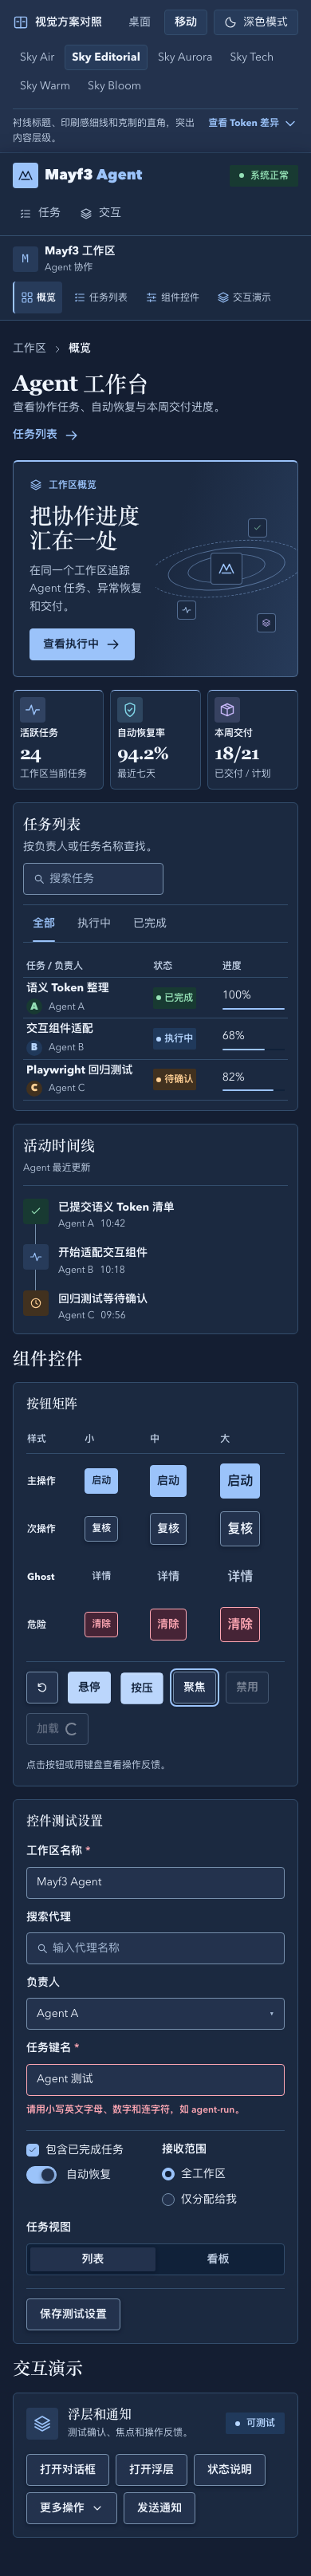 视觉方案对照 桌面 移动 深色模式
Sky Air Sky Editorial Sky Aurora Sky Tech
Sky Warm Sky Bloom
衬线标题、印刷感细线和克制的直角，突出 查看 Token 差异
内容层级。
Mayf3 Agent 系统正常
任务 交互
M Mayf3 工作区
Agent 协作
概览 任务列表 组件控件 交互演示
工作区 › 概览
Agent 工作台
查看协作任务、自动恢复与本周交付进度。
任务列表 →
工作区概览
把协作进度
汇在一处
在同一个工作区追踪
Agent 任务、异常恢复
和交付。
查看执行中 →
活跃任务 自动恢复率 本周交付
24 94.2% 18/21
工作区当前任务 最近七天 已交付 / 计划
任务列表
按负责人或任务名称查找。
搜索任务
全部 执行中 已完成
任务 / 负责人 状态 进度
语义 Token 整理 已完成 100%
A Agent A
交互组件适配 执行中 68%
B Agent B
Playwright 回归测试 待确认 82%
C Agent C
活动时间线
Agent 最近更新
已提交语义 Token 清单
Agent A 10:42
开始适配交互组件
Agent B 10:18
回归测试等待确认
Agent C 09:56
组件控件
按钮矩阵
样式 小 中 大
主操作 启动 启动 启动
次操作 复核 复核 复核
Ghost 详情 详情 详情
危险 清除 清除 清除
悬停 按压 聚焦 禁用
加载
点击按钮或用键盘查看操作反馈。
控件测试设置
工作区名称 *
Mayf3 Agent
搜索代理
输入代理名称
负责人
Agent A
任务键名 *
Agent 测试
请用小写英文字母、数字和连字符，如 agent-run。
包含已完成任务 接收范围
自动恢复 全工作区
仅分配给我
任务视图
列表 看板
保存测试设置
交互演示
浮层和通知 可测试
测试确认、焦点和操作反馈。
打开对话框 打开浮层 状态说明
更多操作 发送通知